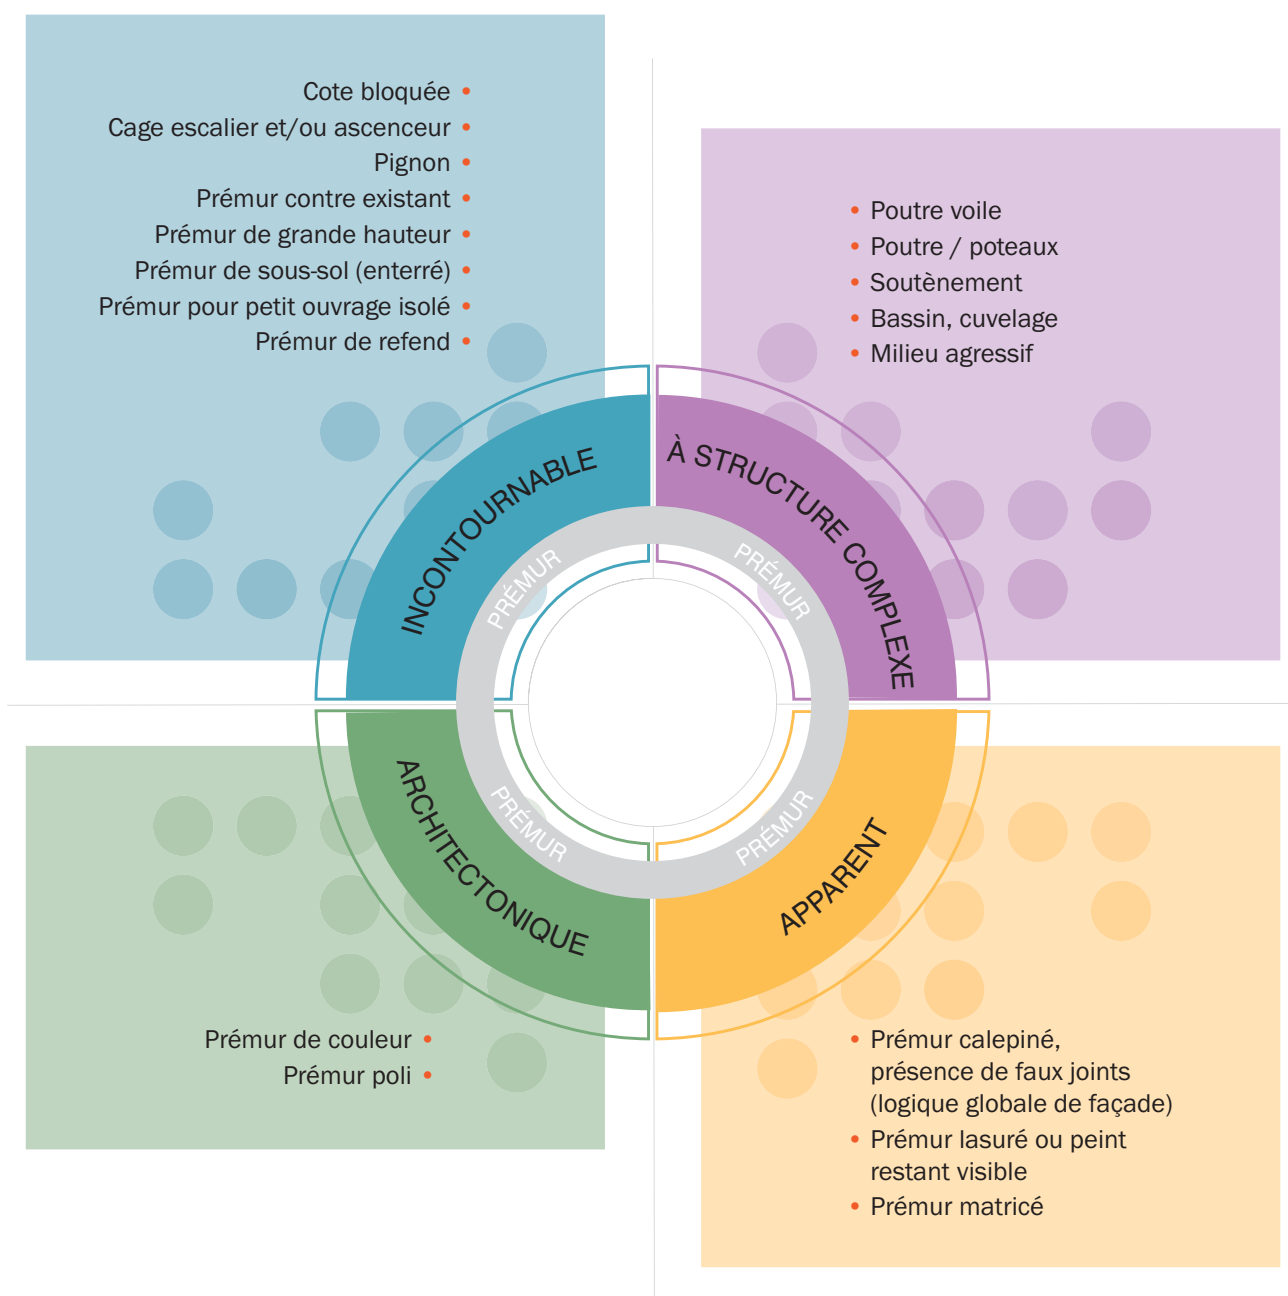 Cote bloquée •
Cage escalier et/ou ascenceur •
Pignon •
Prémur contre existant •
Prémur de grande hauteur •
Prémur de sous-sol (enterré) •
Prémur pour petit ouvrage isolé •
Prémur de refend •
• Poutre voile
• Poutre / poteaux
• Soutènement
• Bassin, cuvelage
• Milieu agressif
INCONTOURNABLE
PRÉMUR
À STRUCTURE COMPLEXE
PRÉMUR
ARCHITECTONIQUE
PRÉMUR
APPARENT
PRÉMUR
Prémur de couleur •
Prémur poli •
• Prémur calepiné,
présence de faux joints
(logique globale de façade)
• Prémur lasuré ou peint
restant visible
• Prémur matricé